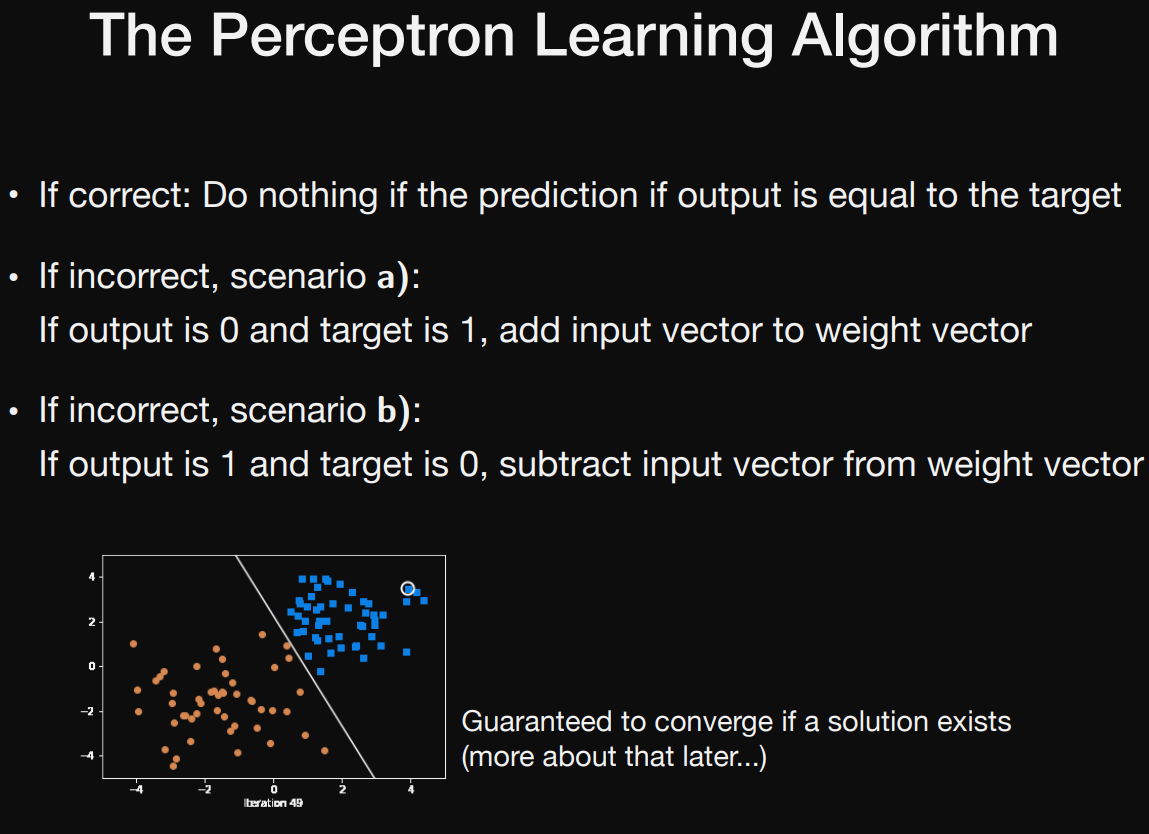 The Perceptron Learning Algorithm
• If correct: Do nothing if the prediction if output is equal to the target
• If incorrect, scenario a):
If output is 0 and target is 1, add input vector to weight vector
• If incorrect, scenario b):
If output is 1 and target is 0, subtract input vector from weight vector
4
2
0
−2
−4
−4 −2 0 2 4
Iteration 49
Guaranteed to converge if a solution exists
(more about that later...)